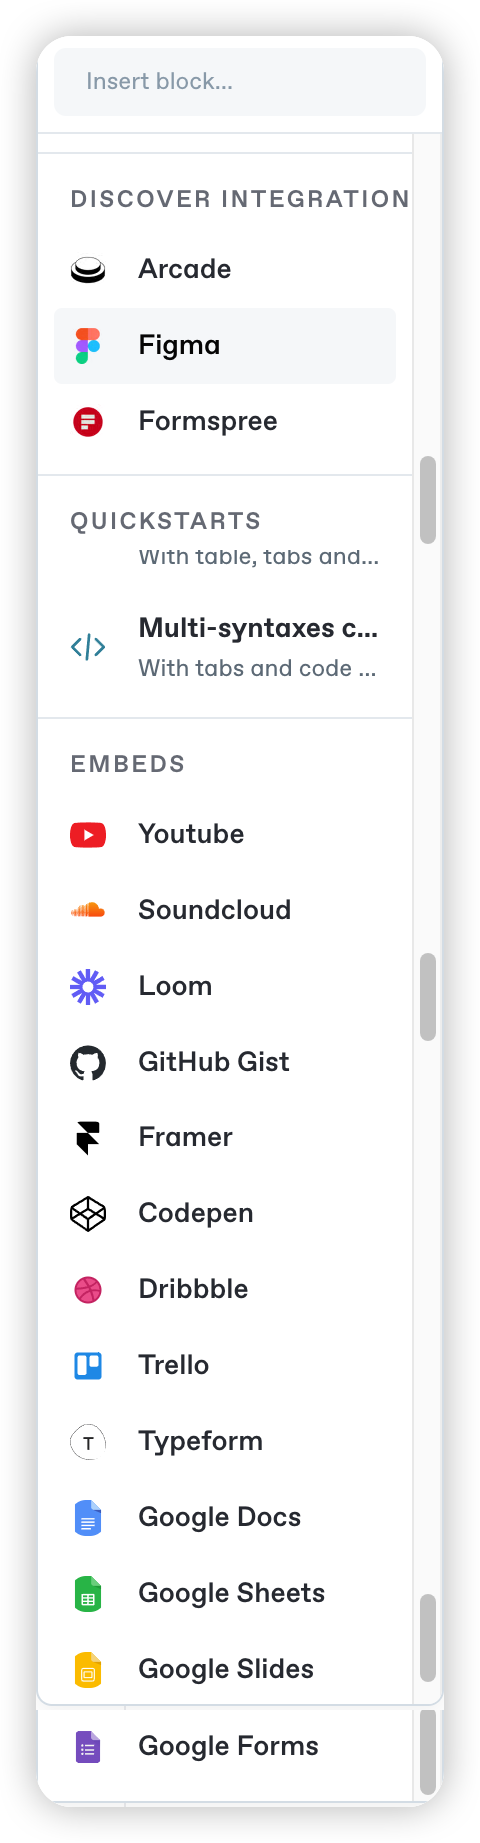 Insert block...
DISCOVER INTEGRATION
Arcade
Figma
Formspree
QUICKSTARTS
With table, tabs and...
Multi-syntaxes c...
With tabs and code ...
EMBEDS
Youtube
Soundcloud
Loom
GitHub Gist
Framer
Codepen
Dribbble
Trello
T
Typeform
Google Docs
Google Sheets
Google Slides
Google Forms